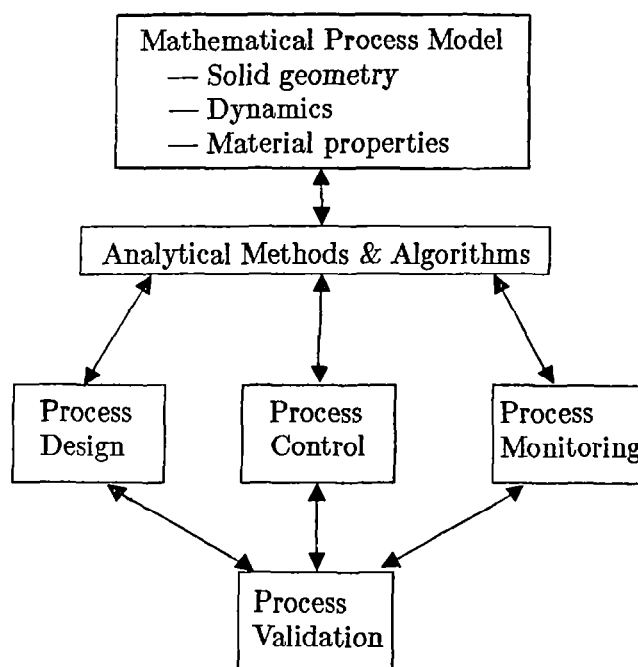 Mathematical Process Model
— Solid geometry
— Dynamics
— Material properties
Analytical Methods & Algorithms
Process
Design
Process
Control
Process
Monitoring
Process
Validation